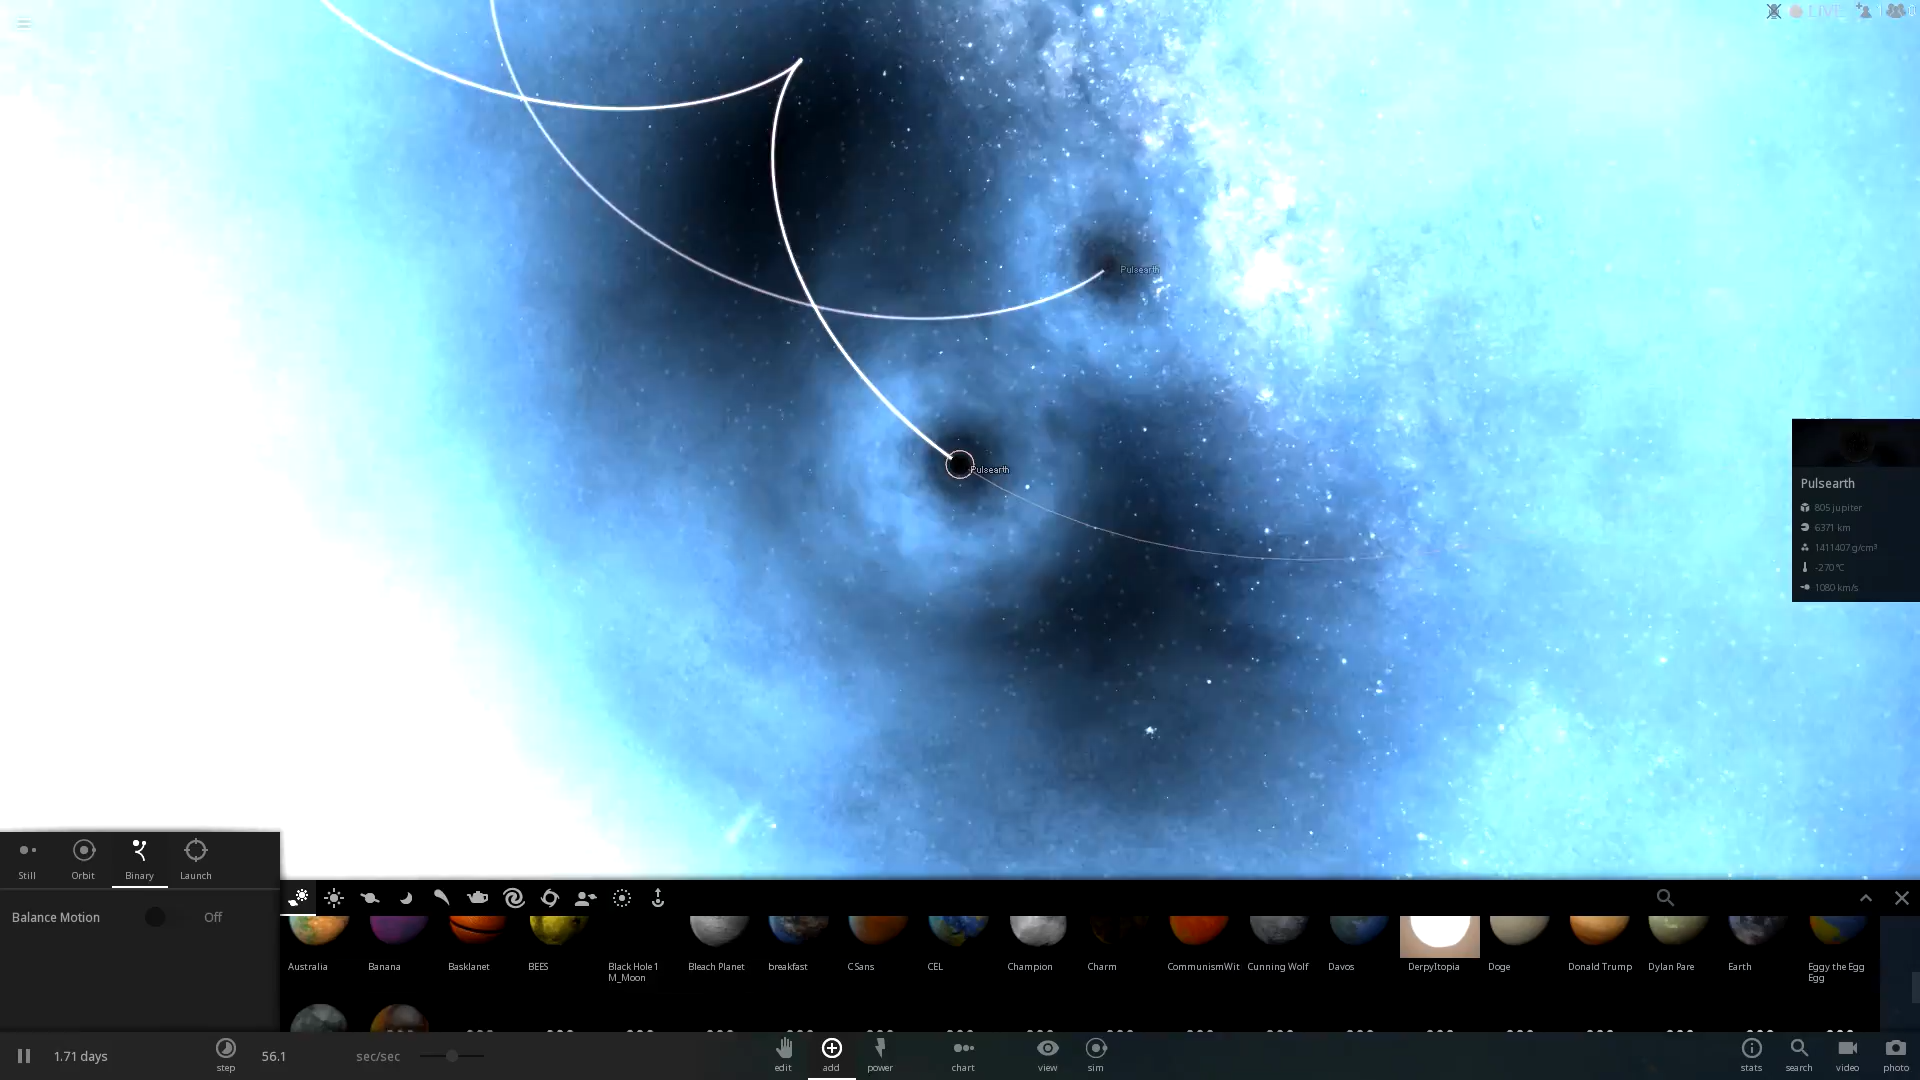 LIVE
Pulsearth
Pulsearth
Pulsearth
805 jupiter
6371 km
1411407 g/cm³
-270 °C
1080 km/s
Still
Orbit
Binary
Launch
Balance Motion
Off
Australia
Banana
Basklanet
BEES
Black Hole 1
M_Moon
Bleach Planet
breakfast
C Sans
CEL
Champion
Charm
CommunismWit
Cunning Wolf
Davos
Derpyltopia
Doge
Donald Trump
Dylan Pare
Earth
Eggy the Egg
Egg
1.71 days
step
56.1
sec/sec
edit
add
power
chart
view
sim
stats
search
video
photo